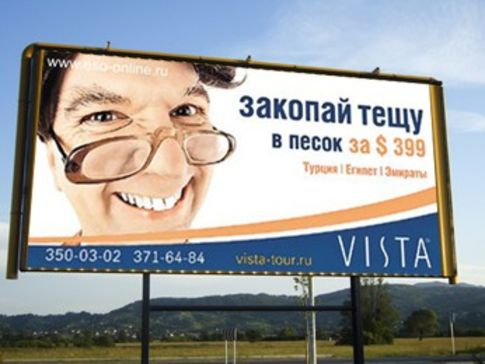 www.eso-online.ru
закопай тещу
в песок за $ 399
Турция | Египет | Эмираты
350-03-02 371-64-84
vista-tour.ru
VISTA